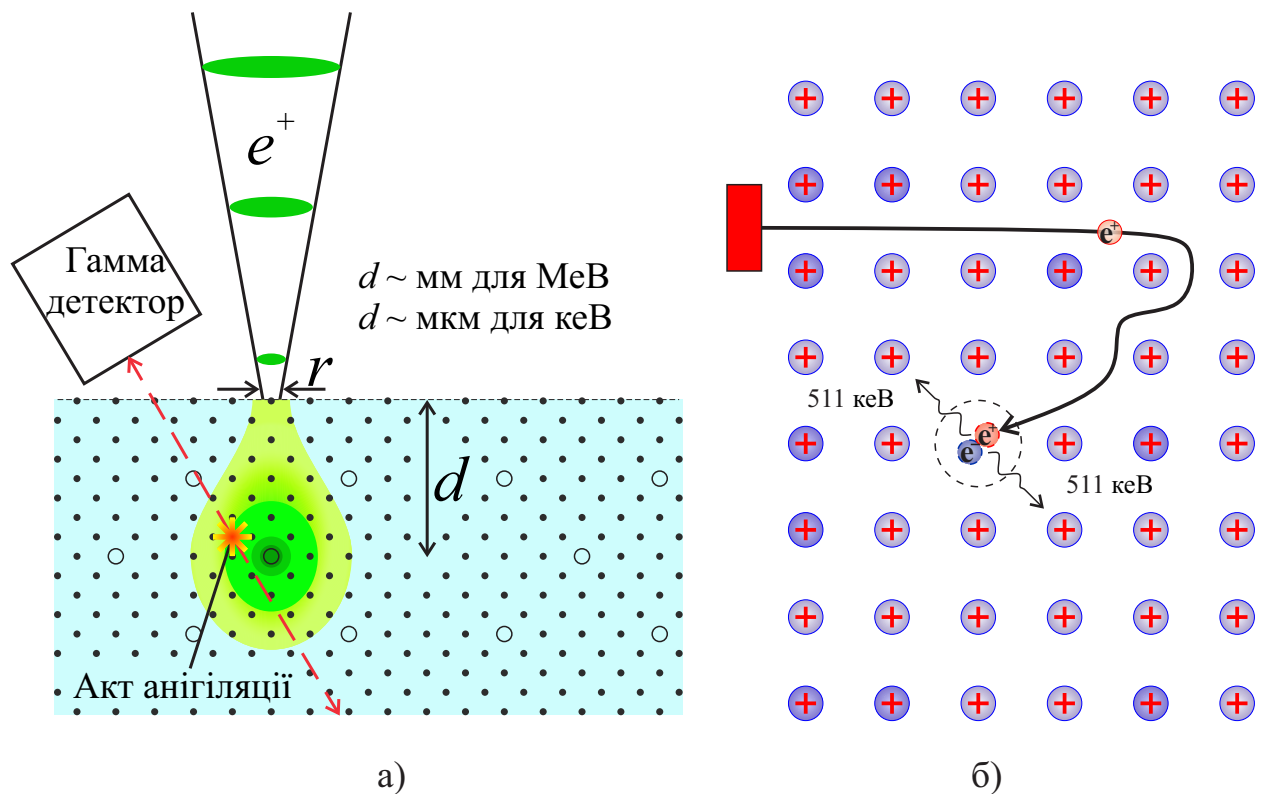 e⁺
Гамма
детектор
d ~ мм для МеВ
d ~ мкм для кеВ
r
d
Акт анігіляції
а)
+ + + + + +
+ + + + + +
e⁺
+ + + + + +
+ + + + + +
511 кеВ
+ + e⁺ + +
e⁻
511 кеВ
+ + + + + +
+ + + + + +
+ + + + + +
б)